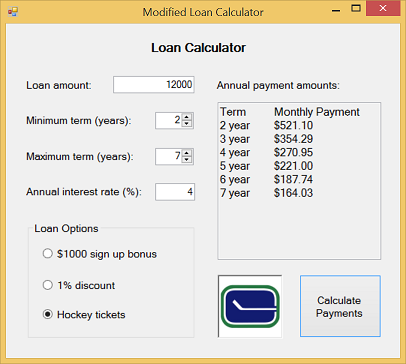 Modified Loan Calculator
Loan Calculator
Loan amount: 12000
Minimum term (years): 2
Maximum term (years): 7
Annual interest rate (%): 4
Loan Options
$1000 sign up bonus
1% discount
Hockey tickets
Annual payment amounts:
Term Monthly Payment
2 year $521.10
3 year $354.29
4 year $270.95
5 year $221.00
6 year $187.74
7 year $164.03
Calculate
Payments